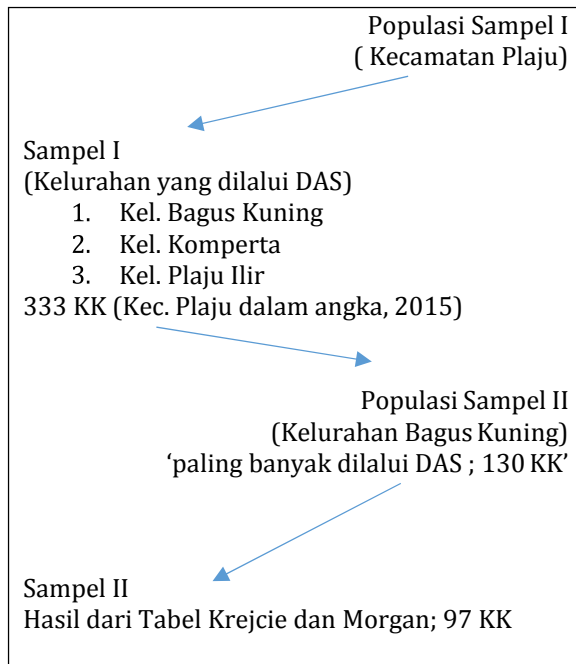 Populasi Sampel I
( Kecamatan Plaju)
Sampel I
(Kelurahan yang dilalui DAS)
1. Kel. Bagus Kuning
2. Kel. Komperta
3. Kel. Plaju Ilir
333 KK (Kec. Plaju dalam angka, 2015)
Populasi Sampel II
(Kelurahan Bagus Kuning)
‘paling banyak dilalui DAS ; 130 KK’
Sampel II
Hasil dari Tabel Krejcie dan Morgan; 97 KK